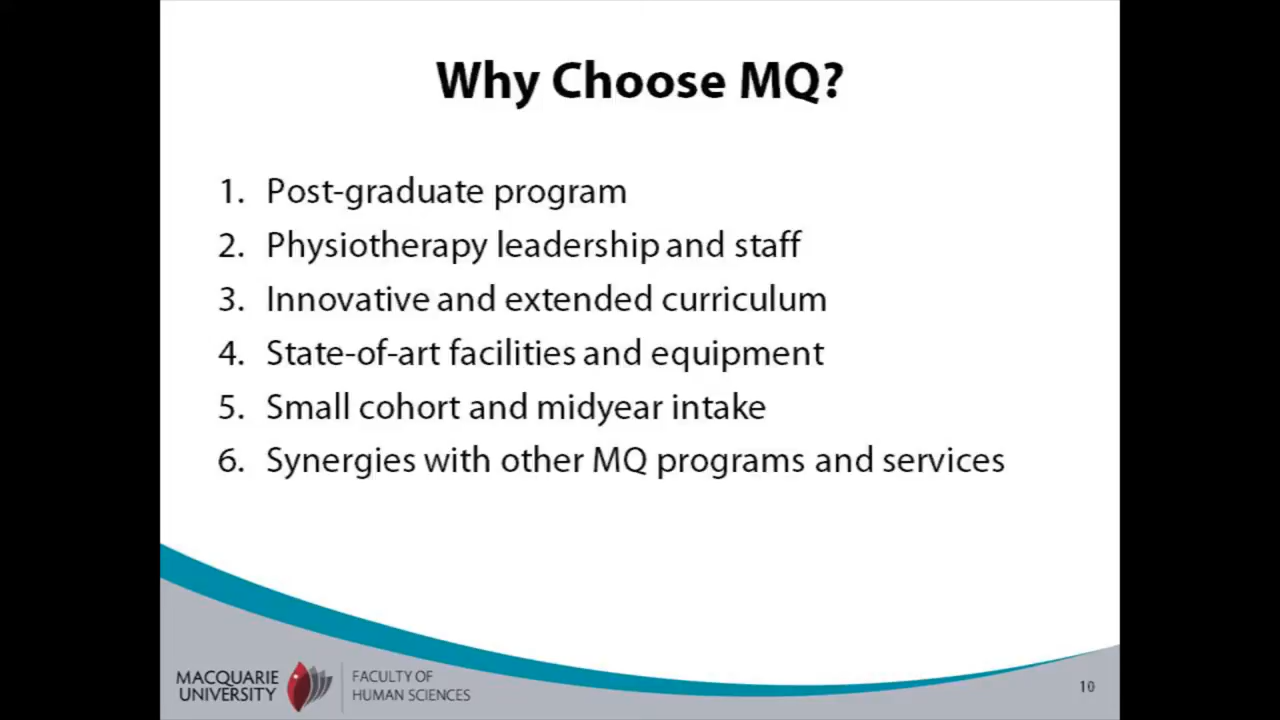 Why Choose MQ?
1. Post-graduate program
2. Physiotherapy leadership and staff
3. Innovative and extended curriculum
4. State-of-art facilities and equipment
5. Small cohort and midyear intake
6. Synergies with other MQ programs and services
MACQUARIE
UNIVERSITY
FACULTY OF
HUMAN SCIENCES
10